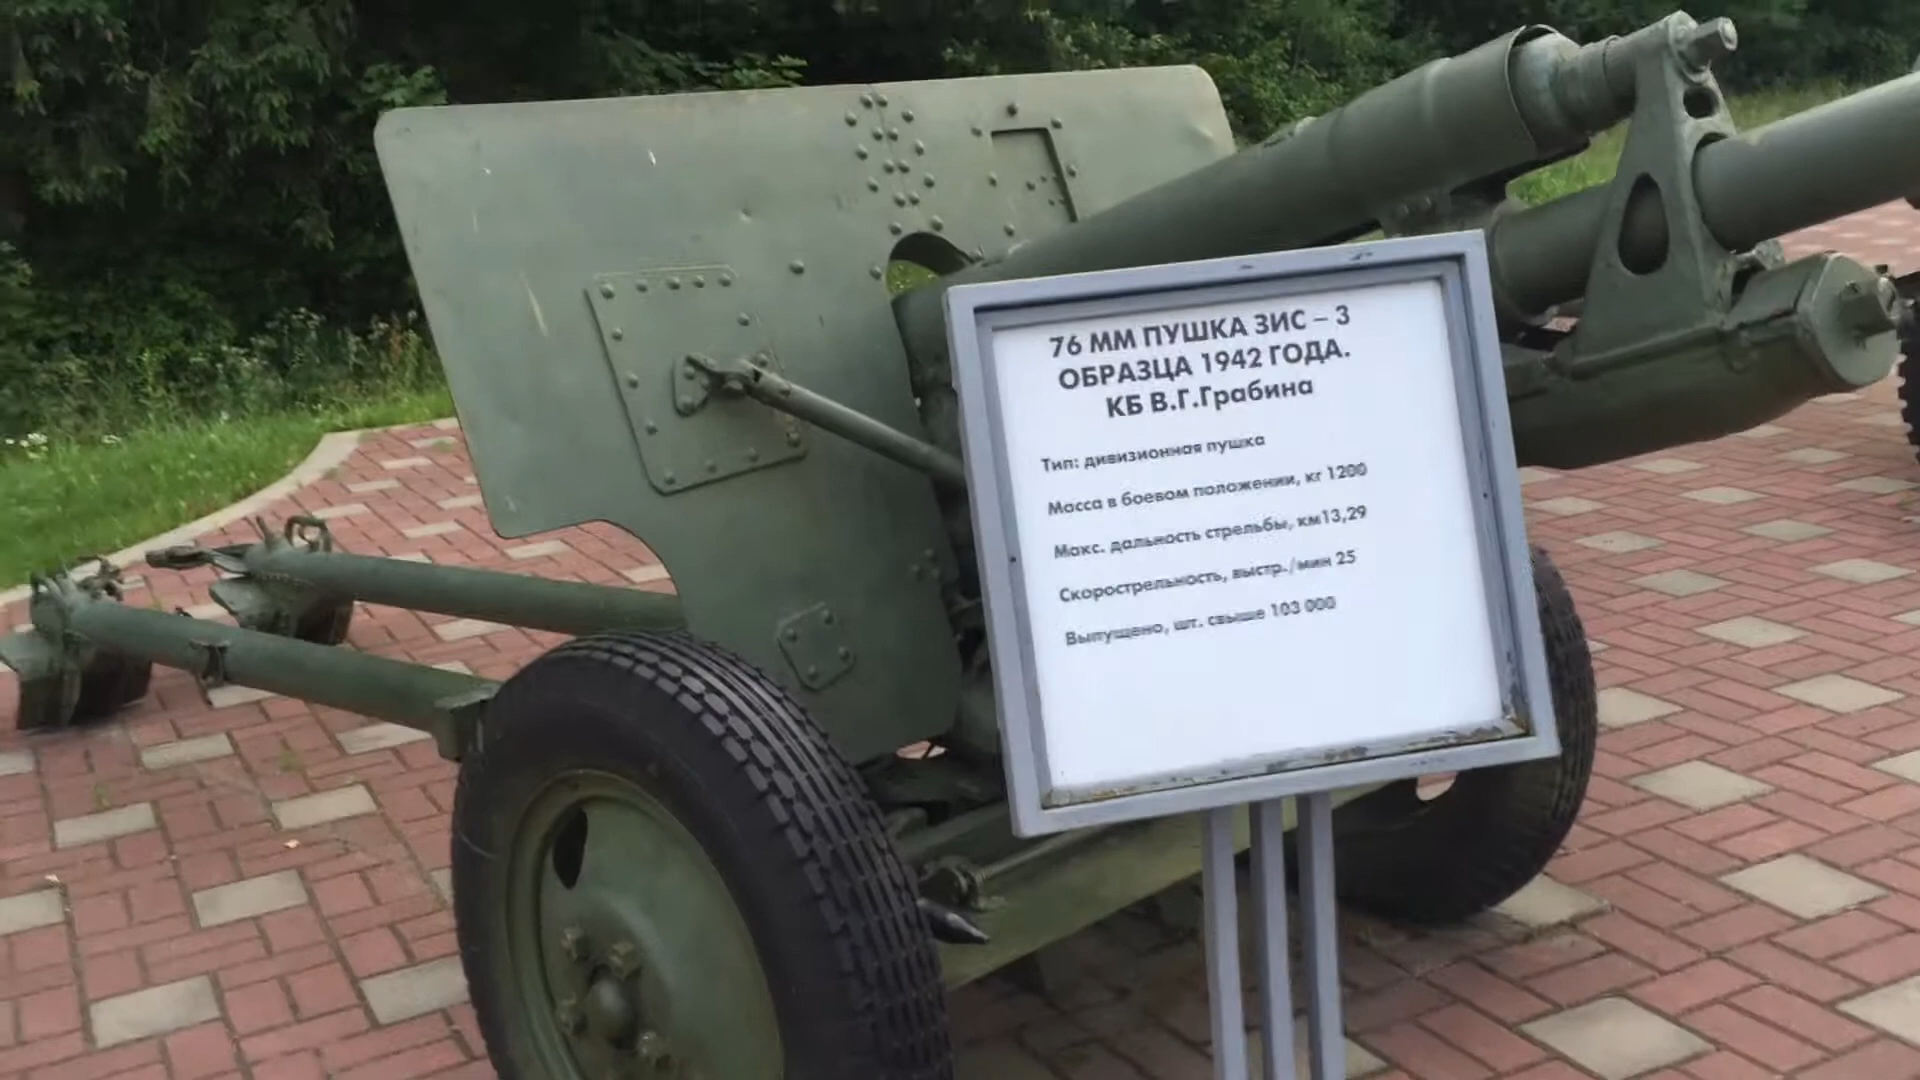 76 ММ ПУШКА ЗИС – 3
ОБРАЗЦА 1942 ГОДА.
КБ В.Г.Грабина
Тип: дивизионная пушка
Масса в боевом положении, кг 1200
Макс. дальность стрельбы, км13,29
Скорострельность, выстр./мин 25
Выпущено, шт. свыше 103 000